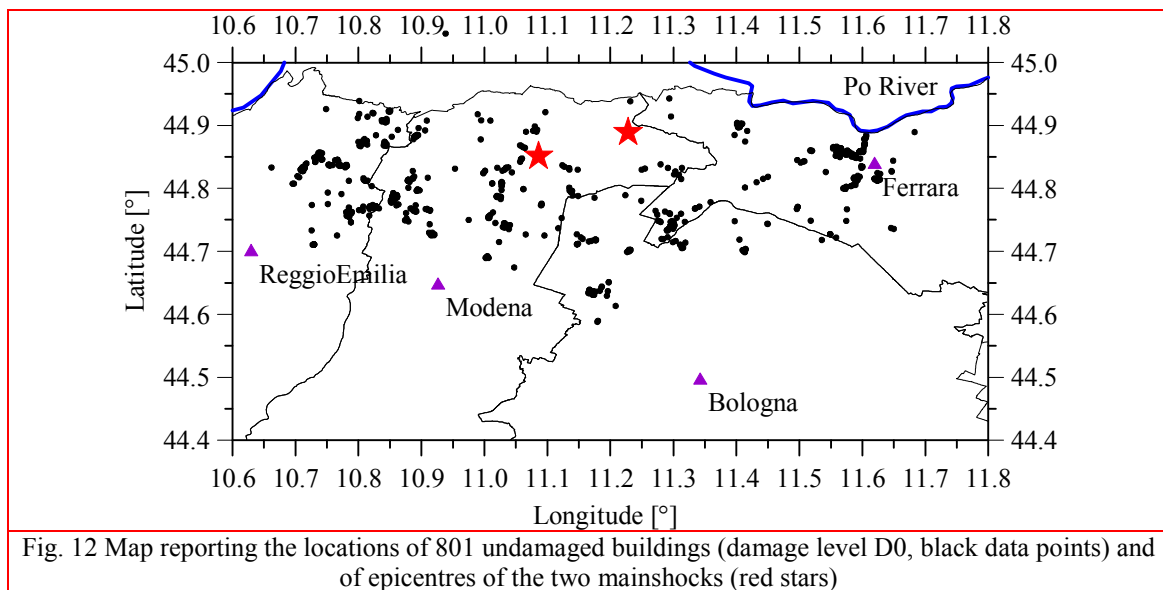 10.6 10.7 10.8 10.9 11.0 11.1 11.2 11.3 11.4 11.5 11.6 11.7 11.8
45.0 45.0
Po River
44.9 44.9
Ferrara
44.8 44.8
44.7 44.7
ReggioEmilia
Modena
44.6 44.6
44.5 44.5
Bologna
44.4 44.4
Latitude [°]
10.6 10.7 10.8 10.9 11.0 11.1 11.2 11.3 11.4 11.5 11.6 11.7 11.8
Longitude [°]
Fig. 12 Map reporting the locations of 801 undamaged buildings (damage level D0, black data points) and
of epicentres of the two mainshocks (red stars)